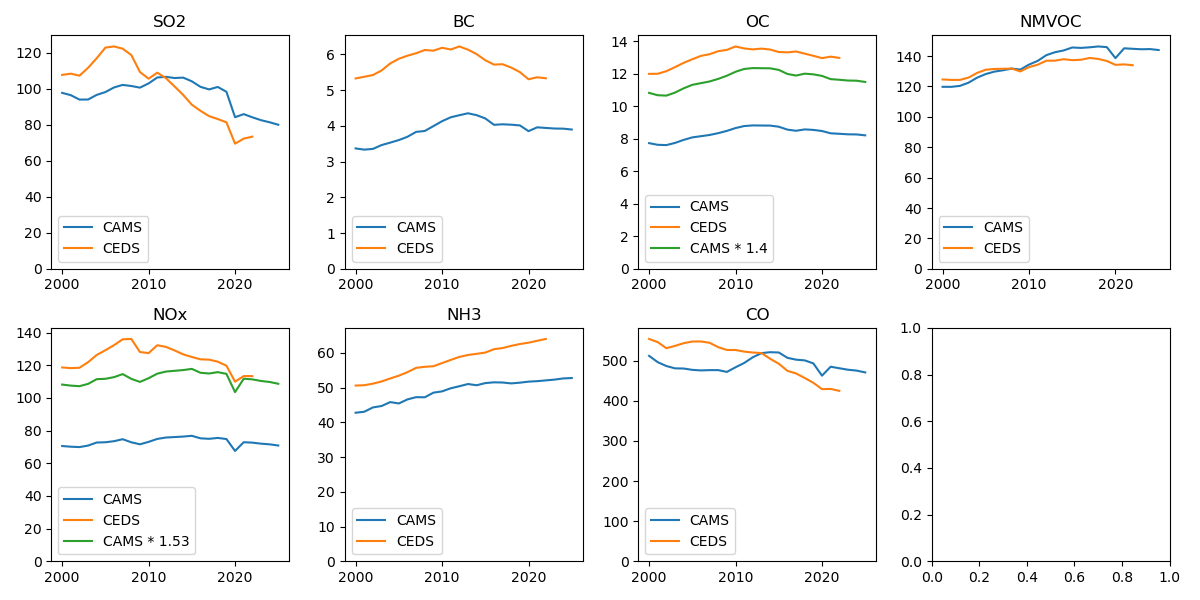 SO2
120
100
80
60
40
20
0
2000 2010 2020
CAMS
CEDS
BC
6
5
4
3
2
1
0
2000 2010 2020
CAMS
CEDS
OC
14
12
10
8
6
4
2
0
2000 2010 2020
CAMS
CEDS
CAMS * 1.4
NMVOC
140
120
100
80
60
40
20
0
2000 2010 2020
CAMS
CEDS
NOx
140
120
100
80
60
40
20
0
2000 2010 2020
CAMS
CEDS
CAMS * 1.53
NH3
60
50
40
30
20
10
0
2000 2010 2020
CAMS
CEDS
CO
500
400
300
200
100
0
2000 2010 2020
CAMS
CEDS
1.0
0.8
0.6
0.4
0.2
0.0
0.0 0.2 0.4 0.6 0.8 1.0